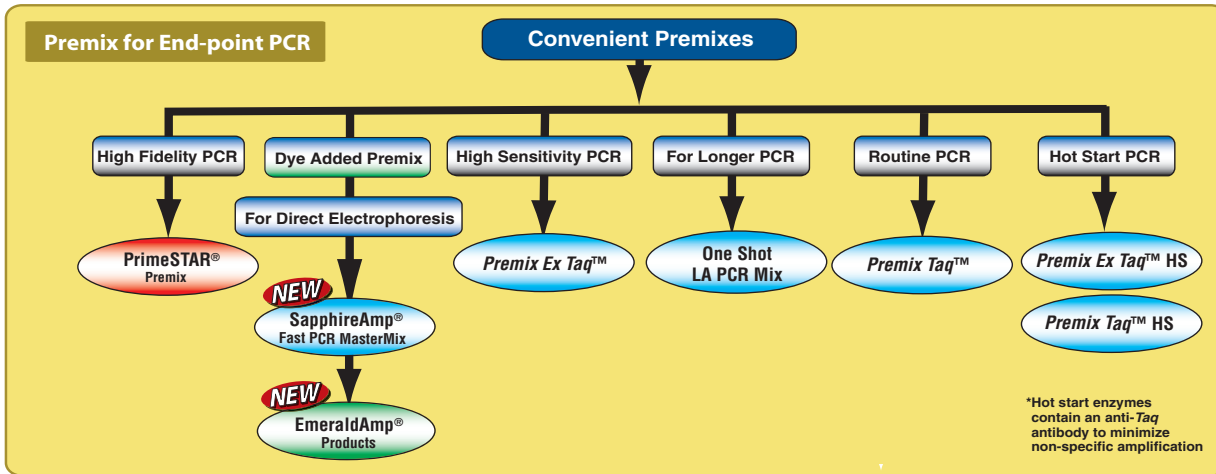 Premix for End-point PCR
Convenient Premixes
High Fidelity PCR
Dye Added Premix
High Sensitivity PCR
For Longer PCR
Routine PCR
Hot Start PCR
For Direct Electrophoresis
PrimeSTAR®
Premix
Premix Ex Taq™
One Shot
LA PCR Mix
Premix Taq™
Premix Ex Taq™ HS
Premix Taq™ HS
NEW
SapphireAmp®
Fast PCR MasterMix
NEW
EmeraldAmp®
Products
*Hot start enzymes
contain an anti-Taq
antibody to minimize
non-specific amplification